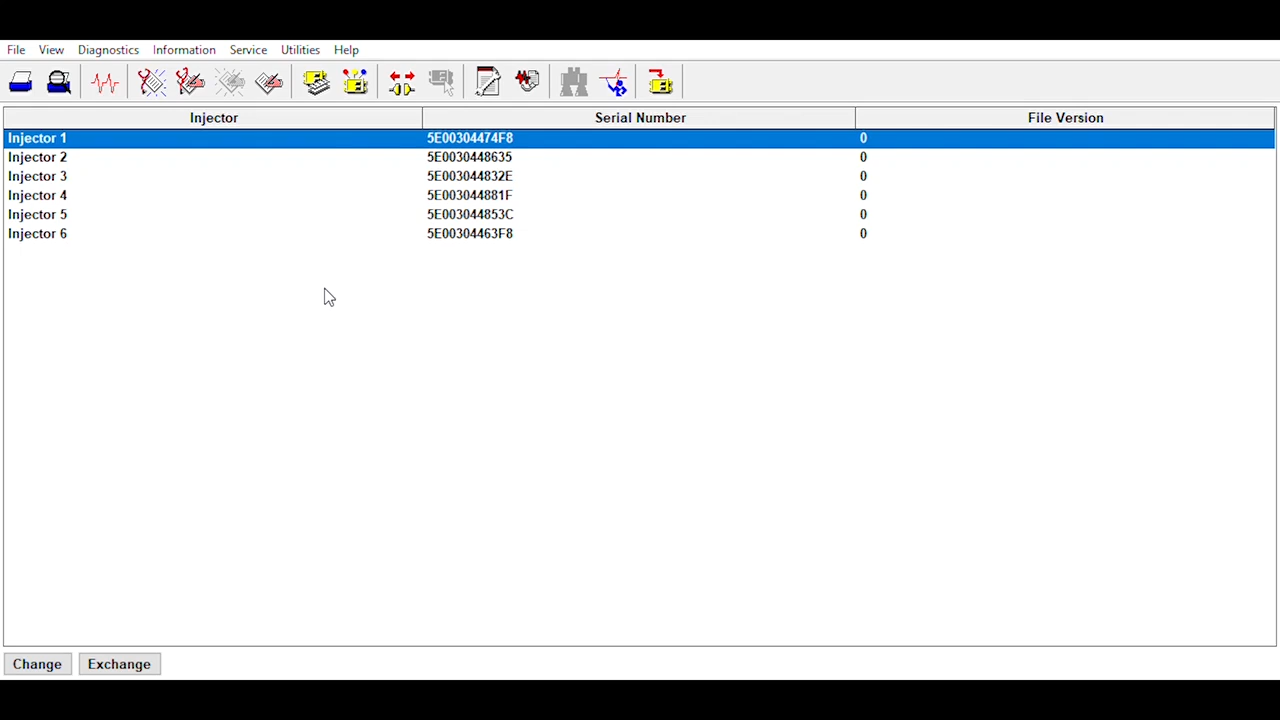 File View Diagnostics Information Service Utilities Help
Injector Serial Number File Version
Injector 1 5E00304474F8 0
Injector 2 5E0030448635 0
Injector 3 5E003044832E 0
Injector 4 5E003044881F 0
Injector 5 5E003044853C 0
Injector 6 5E00304463F8 0
Change Exchange